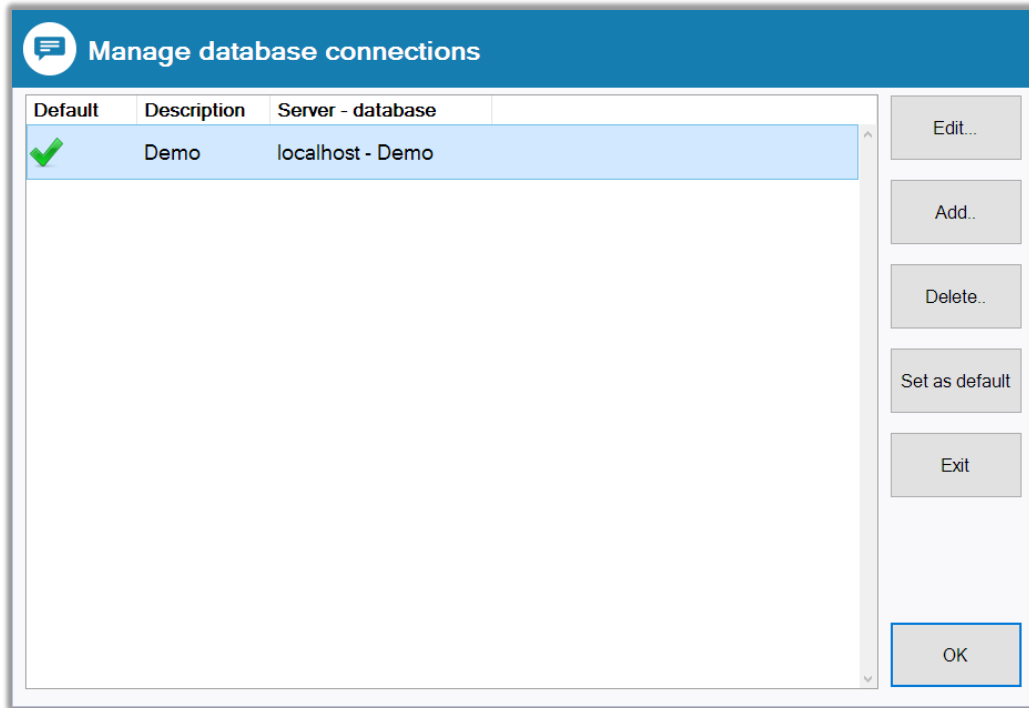 Manage database connections
Default Description Server - database
Demo localhost - Demo
Edit...
Add..
Delete..
Set as default
Exit
OK